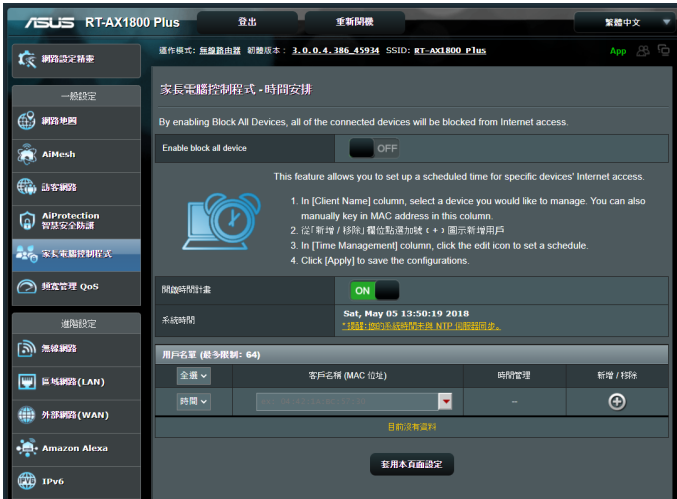 ASUS RT-AX1800 Plus 登出 重新開機 繁體中文
運作模式: 無線路由器 韌體版本: 3.0.0.4.386_45934 SSID: RT-AX1800_Plus App
網路設定精靈
一般設定
網路地圖
AiMesh
訪客網路
AiProtection
智慧安全防護
家長電腦控制程式
頻寬管理 QoS
進階設定
無線網路
區域網路(LAN)
外部網路(WAN)
Amazon Alexa
IPv6
家長電腦控制程式 - 時間安排
By enabling Block All Devices, all of the connected devices will be blocked from Internet access.
Enable block all device OFF
This feature allows you to set up a scheduled time for specific devices' Internet access.
1. In [Client Name] column, select a device you would like to manage. You can also
manually key in MAC address in this column.
2. 從「新增 / 移除」欄位點選加號 ( + ) 圖示新增用戶
3. In [Time Management] column, click the edit icon to set a schedule.
4. Click [Apply] to save the configurations.
開啟時間計畫 ON
系統時間 Sat, May 05 13:50:19 2018
*提醒:您的系統時間未與 NTP 伺服器同步。
用戶名單 (最多限制: 64)
全選 客戶名稱 (MAC 位址) 時間管理 新增 / 移除
時間 –
目前沒有資料
套用本頁面設定